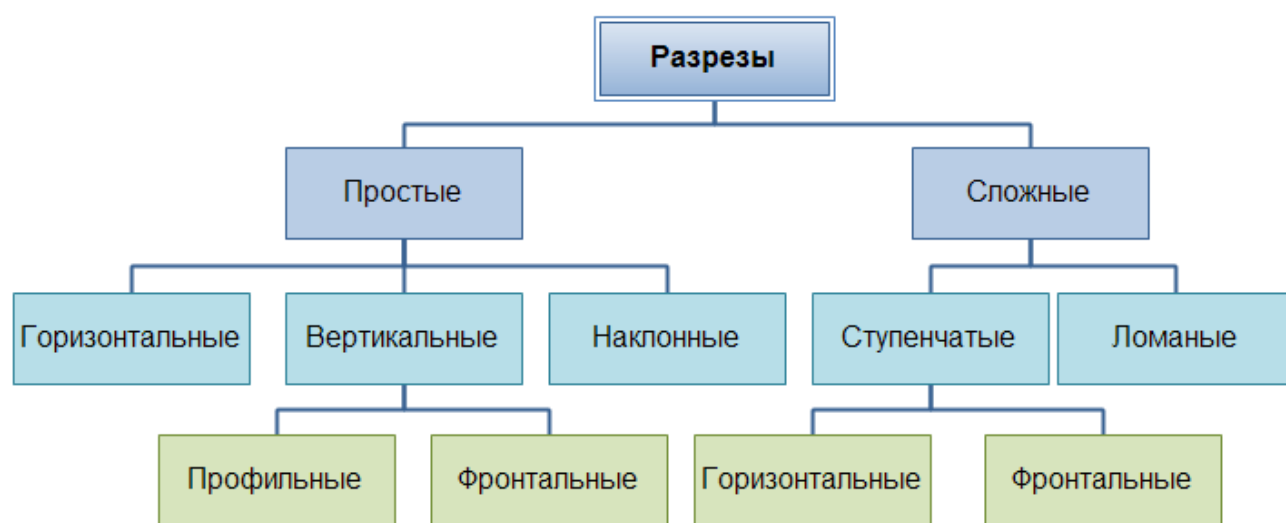 Разрезы
Простые
Сложные
Горизонтальные
Вертикальные
Наклонные
Ступенчатые
Ломаные
Профильные
Фронтальные
Горизонтальные
Фронтальные